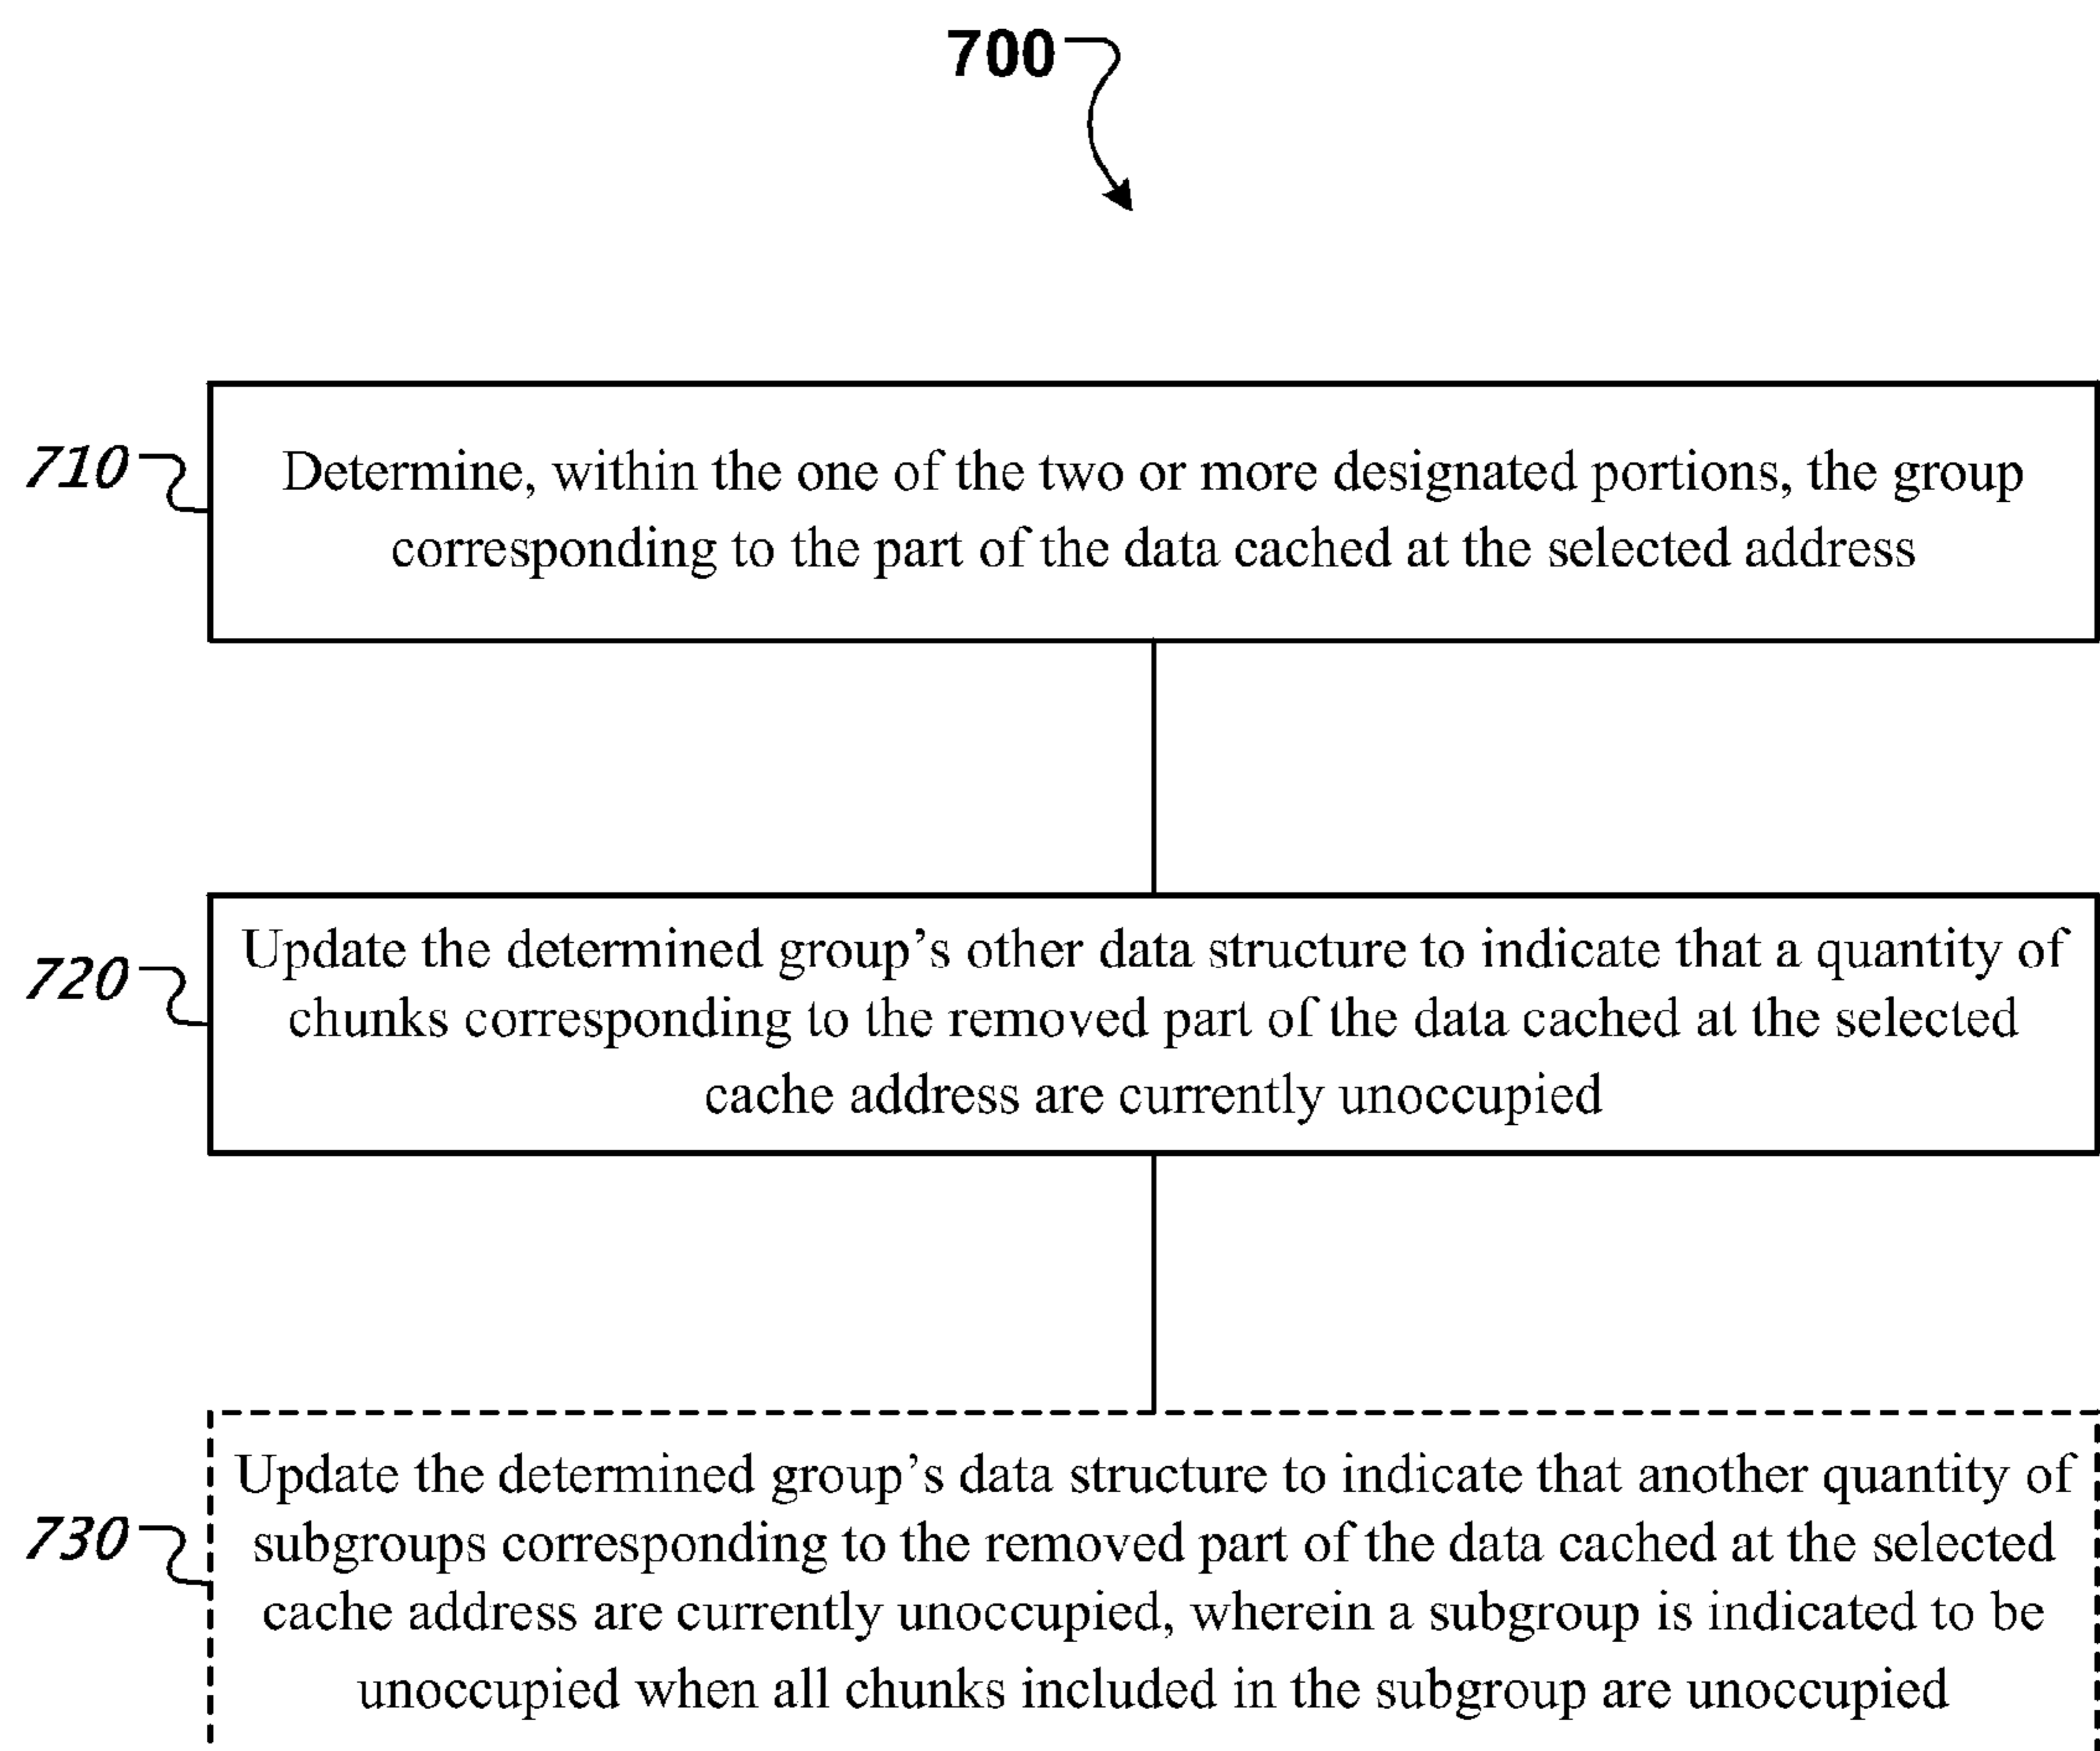 700
710
Determine, within the one of the two or more designated portions, the group
corresponding to the part of the data cached at the selected address
720
Update the determined group’s other data structure to indicate that a quantity of
chunks corresponding to the removed part of the data cached at the selected
cache address are currently unoccupied
730
Update the determined group’s data structure to indicate that another quantity of
subgroups corresponding to the removed part of the data cached at the selected
cache address are currently unoccupied, wherein a subgroup is indicated to be
unoccupied when all chunks included in the subgroup are unoccupied